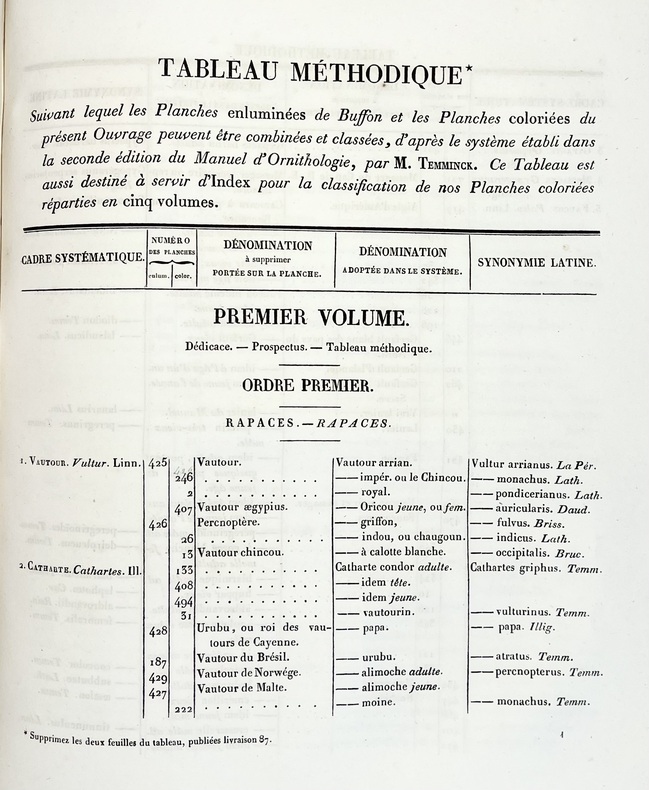 TABLEAU MÉTHODIQUE*
Suivant lequel les Planches enluminées de Buffon et les Planches coloriées du
présent Ouvrage peuvent être combinées et classées, d'après le système établi dans
la seconde édition du Manuel d'Ornithologie, par M. TEMMINCK. Ce Tableau est
aussi destiné à servir d'Index pour la classification de nos Planches coloriées
réparties en cinq volumes.
CADRE SYSTÉMATIQUE. NUMÉRO DES PLANCHES enlum. color. DÉNOMINATION à supprimer PORTÉE SUR LA PLANCHE. DÉNOMINATION ADOPTÉE DANS LE SYSTÈME. SYNONYMIE LATINE.
PREMIER VOLUME.
Dédicace. — Prospectus. — Tableau méthodique.
ORDRE PREMIER.
RAPACES.—RAPACES.
1. VAUTOUR. Vultur. Linn. 425 Vautour. Vautour arrian. Vultur arrianus. La Pér.
246 . . . . . . . . . . . —— impér. ou le Chincou. —— monachus. Lath.
2 . . . . . . . . . . . —— royal. —— pondicerianus. Lath.
407 Vautour ægypius. —— Oricou jeune, ou fem. —— auricularis. Daud.
426 Percnoptère. —— griffon, —— fulvus. Briss.
26 . . . . . . . . . . . —— indou, ou chaugoun. —— indicus. Lath.
13 Vautour chincou. —— à calotte blanche. —— occipitalis. Bruc.
2. CATHARTE. Cathartes. Ill. 133 . . . . . . . . . . . Catharte condor adulte. Cathartes griphus. Temm.
408 . . . . . . . . . . . —— idem tête.
494 . . . . . . . . . . . —— idem jeune.
31 . . . . . . . . . . . —— vautourin. —— vulturinus. Temm.
428 Urubu, ou roi des vau- —— papa. —— papa. Illig.
tours de Cayenne.
187 Vautour du Brésil. —— urubu. —— atratus. Temm.
429 Vautour de Norwége. —— alimoche adulte. —— percnopterus. Temm.
427 Vautour de Malte. —— alimoche jeune.
222 . . . . . . . . . . . —— moine. —— monachus. Temm.
* Supprimez les deux feuilles du tableau, publiées livraison 87.
1